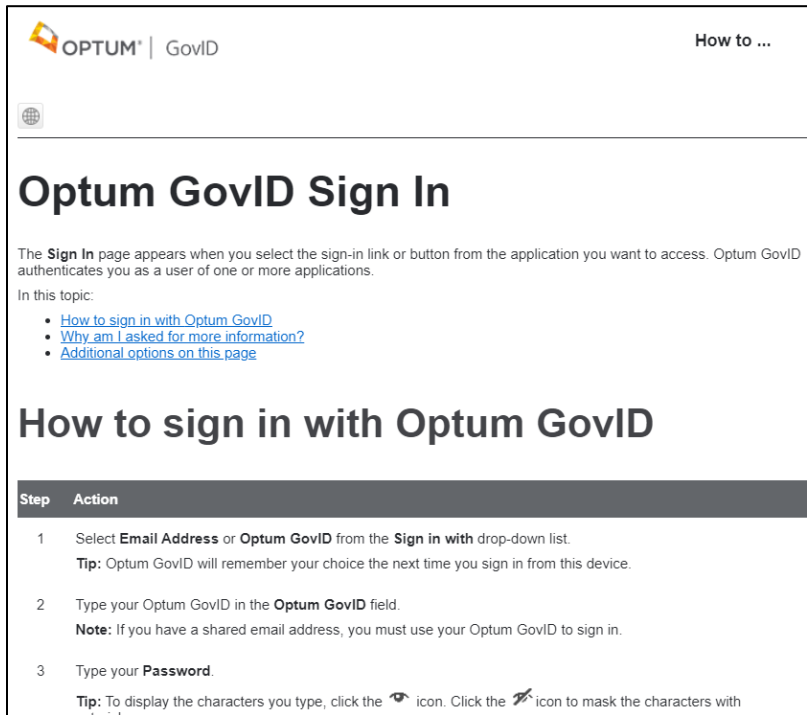 OPTUM® | GovID
How to ...
Optum GovID Sign In
The Sign In page appears when you select the sign-in link or button from the application you want to access. Optum GovID
authenticates you as a user of one or more applications.
In this topic:
• How to sign in with Optum GovID
• Why am I asked for more information?
• Additional options on this page
How to sign in with Optum GovID
Step Action
1 Select Email Address or Optum GovID from the Sign in with drop-down list.
Tip: Optum GovID will remember your choice the next time you sign in from this device.
2 Type your Optum GovID in the Optum GovID field.
Note: If you have a shared email address, you must use your Optum GovID to sign in.
3 Type your Password.
Tip: To display the characters you type, click the icon. Click the icon to mask the characters with